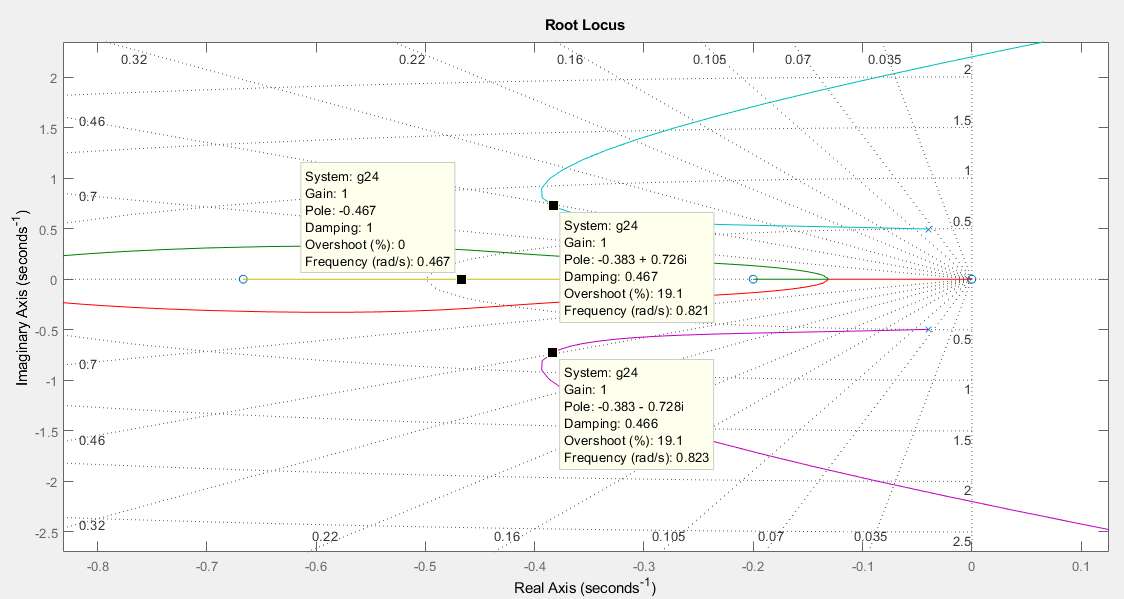 Root Locus
0.32
0.22
0.16
0.105
0.07
0.035
2
2
1.5
1.5
0.46
1
1
0.7
0.5
0.5
System: g24
Gain: 1
Pole: -0.467
Damping: 1
Overshoot (%): 0
Frequency (rad/s): 0.467
System: g24
Gain: 1
Pole: -0.383 + 0.726i
Damping: 0.467
Overshoot (%): 19.1
Frequency (rad/s): 0.821
0
-0.5
0.5
0.7
System: g24
Gain: 1
Pole: -0.383 - 0.728i
Damping: 0.466
Overshoot (%): 19.1
Frequency (rad/s): 0.823
-1
1
-1.5
0.46
1.5
-2
2
-2.5
0.32
0.22
0.16
0.105
0.07
0.035
2.5
Imaginary Axis (seconds-1)
-0.8
-0.7
-0.6
-0.5
-0.4
-0.3
-0.2
-0.1
0
0.1
Real Axis (seconds-1)